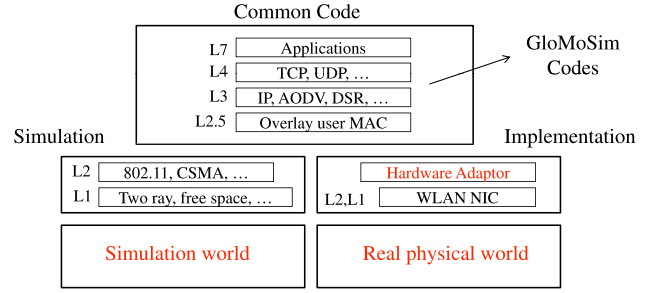 Common Code
L7 Applications
L4 TCP, UDP, …
L3 IP, AODV, DSR, …
L2.5 Overlay user MAC
GloMoSim
Codes
Simulation
Implementation
L2 802.11, CSMA, …
L1 Two ray, free space, …
Hardware Adaptor
L2,L1 WLAN NIC
Simulation world
Real physical world